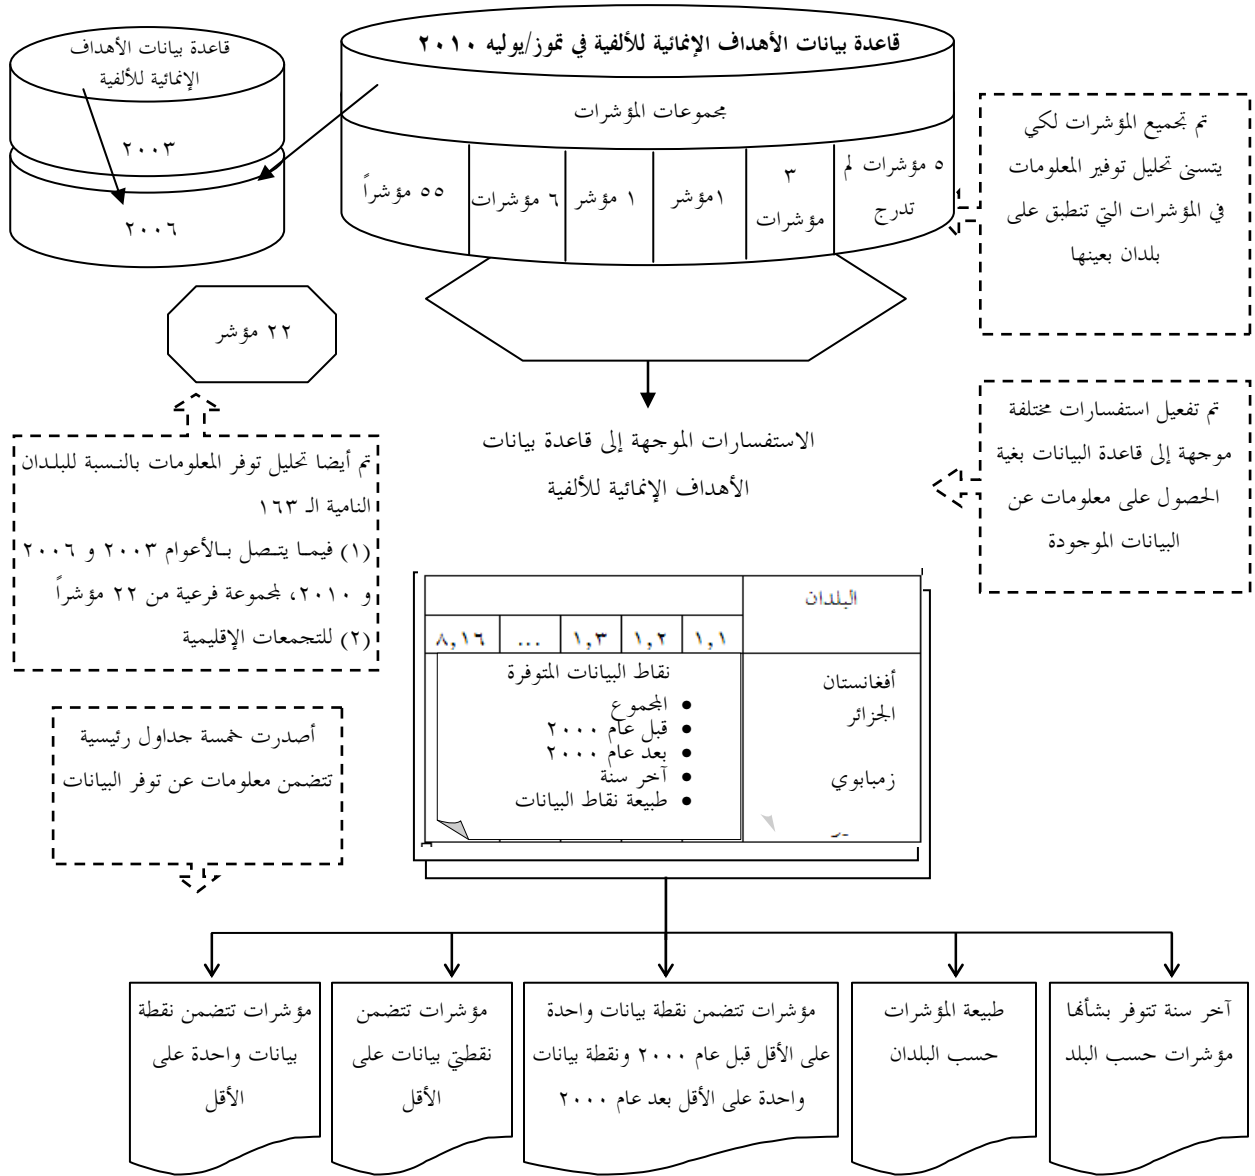 قاعدة بيانات الأهداف الإنمائية للألفية في تموز/يوليه ٢٠١٠
مجموعات المؤشرات
٥ مؤشرات لم
تدرج
٣
مؤشرات
١مؤشر
١ مؤشر
٦ مؤشرات
٥٥ مؤشراً
قاعدة بيانات الأهداف
الإنمائية للألفية
٢٠٠٣
٢٠٠٦
تم تجميع المؤشرات لكي
يتسنى تحليل توفير المعلومات
في المؤشرات التي تنطبق على
بلدان بعينها
٢٢ مؤشر
تم تفعيل استفسارات مختلفة
موجهة إلى قاعدة البيانات بغية
الحصول على معلومات عن
البيانات الموجودة
الاستفسارات الموجهة إلى قاعدة بيانات
الأهداف الإنمائية للألفية
تم أيضا تحليل توفر المعلومات بالنسبة للبلدان
النامية الـ ١٦٣
(١) فيما يتصل بالأعوام ٢٠٠٣ و ٢٠٠٦
و ٢٠١٠، لمجموعة فرعية من ٢٢ مؤشراً
(٢) للتجمعات الإقليمية
البلدان
١,١ ١,٢ ١,٣ ... ٨,١٦
أفغانستان
الجزائر
زمبابوي
نقاط البيانات المتوفرة
• المجموع
• قبل عام ٢٠٠٠
• بعد عام ٢٠٠٠
• آخر سنة
• طبيعة نقاط البيانات
أصدرت خمسة جداول رئيسية
تتضمن معلومات عن توفر البيانات
آخر سنة تتوفر بشأنها
مؤشرات حسب البلد
طبيعة المؤشرات
حسب البلدان
مؤشرات تتضمن نقطة بيانات واحدة
على الأقل قبل عام ٢٠٠٠ ونقطة بيانات
واحدة على الأقل بعد عام ٢٠٠٠
مؤشرات تتضمن
نقطتي بيانات على
الأقل
مؤشرات تتضمن نقطة
بيانات واحدة على
الأقل